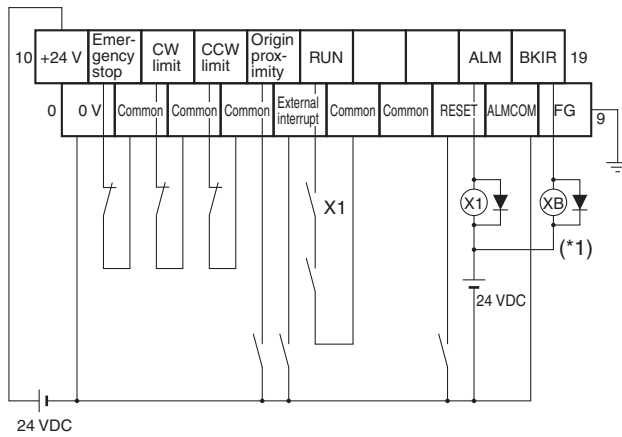 10
+24 V
Emer-
gency
stop
CW
limit
CCW
limit
Origin
prox-
imity
RUN
ALM
BKIR
19
0
0 V
Common
Common
Common
External
interrupt
Common
Common
RESET
ALMCOM
FG
9
X1
X1
XB
(*1)
24 VDC
24 VDC